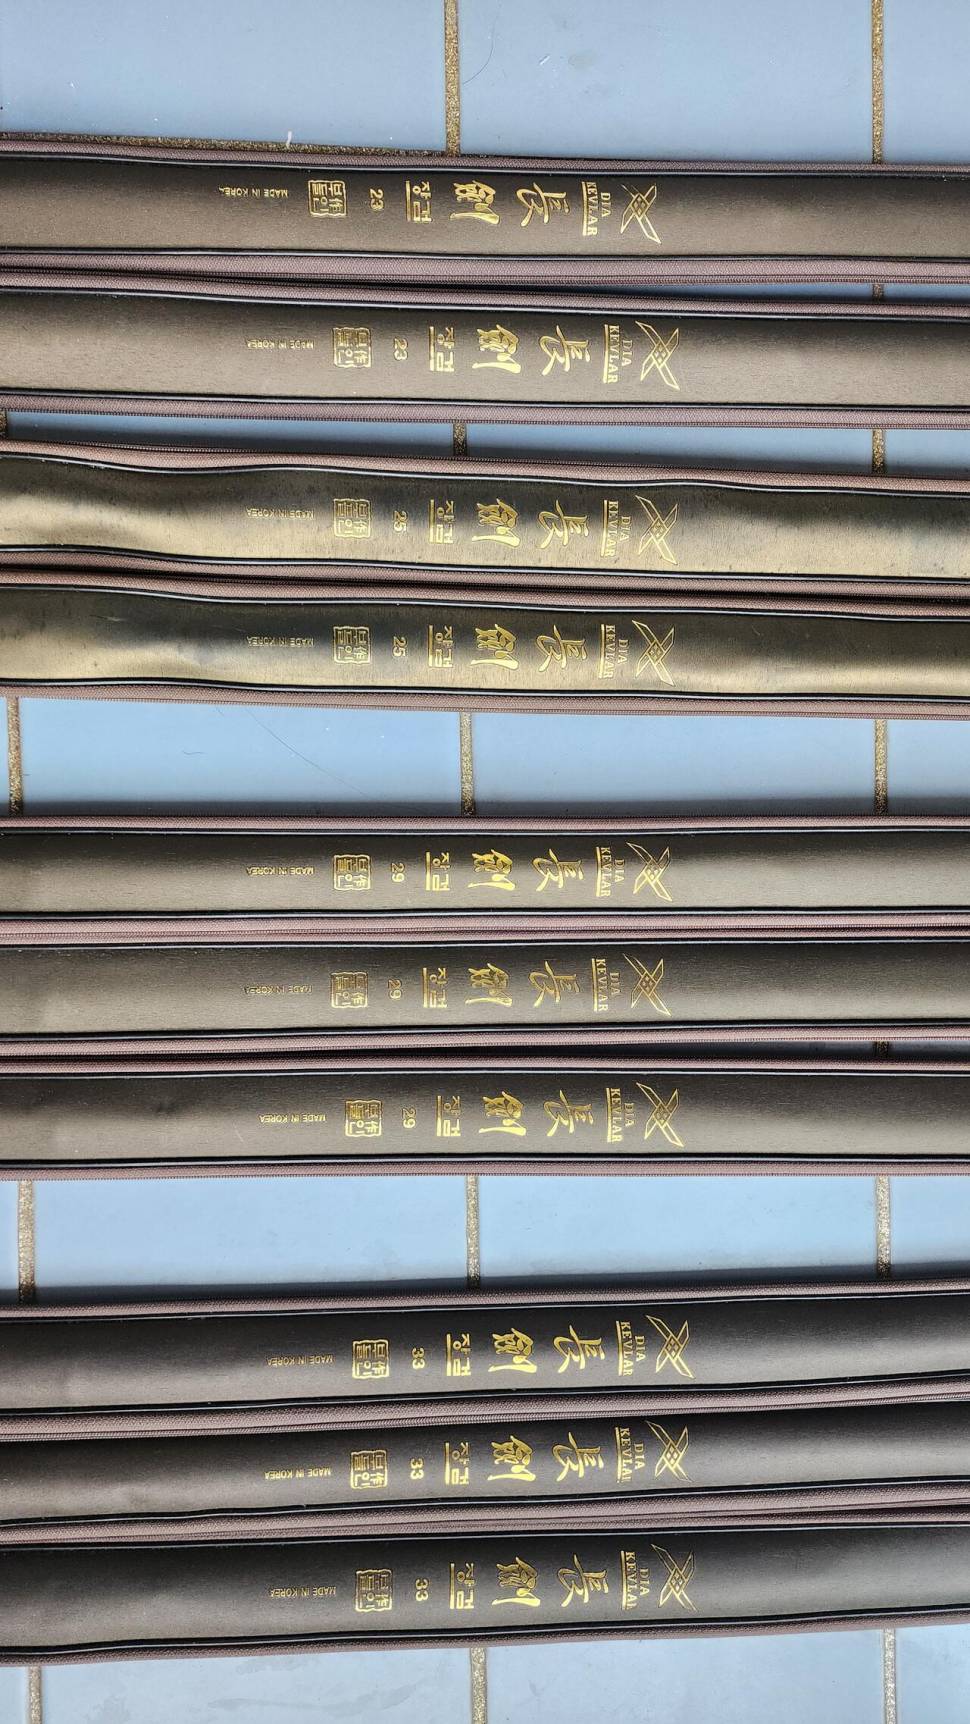 DIA
KEVLAR
長劍
장검
23
MADE IN KOREA
DIA
KEVLAR
長劍
장검
23
MADE IN KOREA
DIA
KEVLAR
長劍
장검
25
MADE IN KOREA
DIA
KEVLAR
長劍
장검
25
MADE IN KOREA
DIA
KEVLAR
長劍
장검
29
MADE IN KOREA
DIA
KEVLAR
長劍
장검
29
MADE IN KOREA
DIA
KEVLAR
長劍
장검
29
MADE IN KOREA
DIA
KEVLAR
長劍
장검
33
MADE IN KOREA
DIA
KEVLAR
長劍
장검
33
MADE IN KOREA
DIA
KEVLAR
長劍
장검
33
MADE IN KOREA